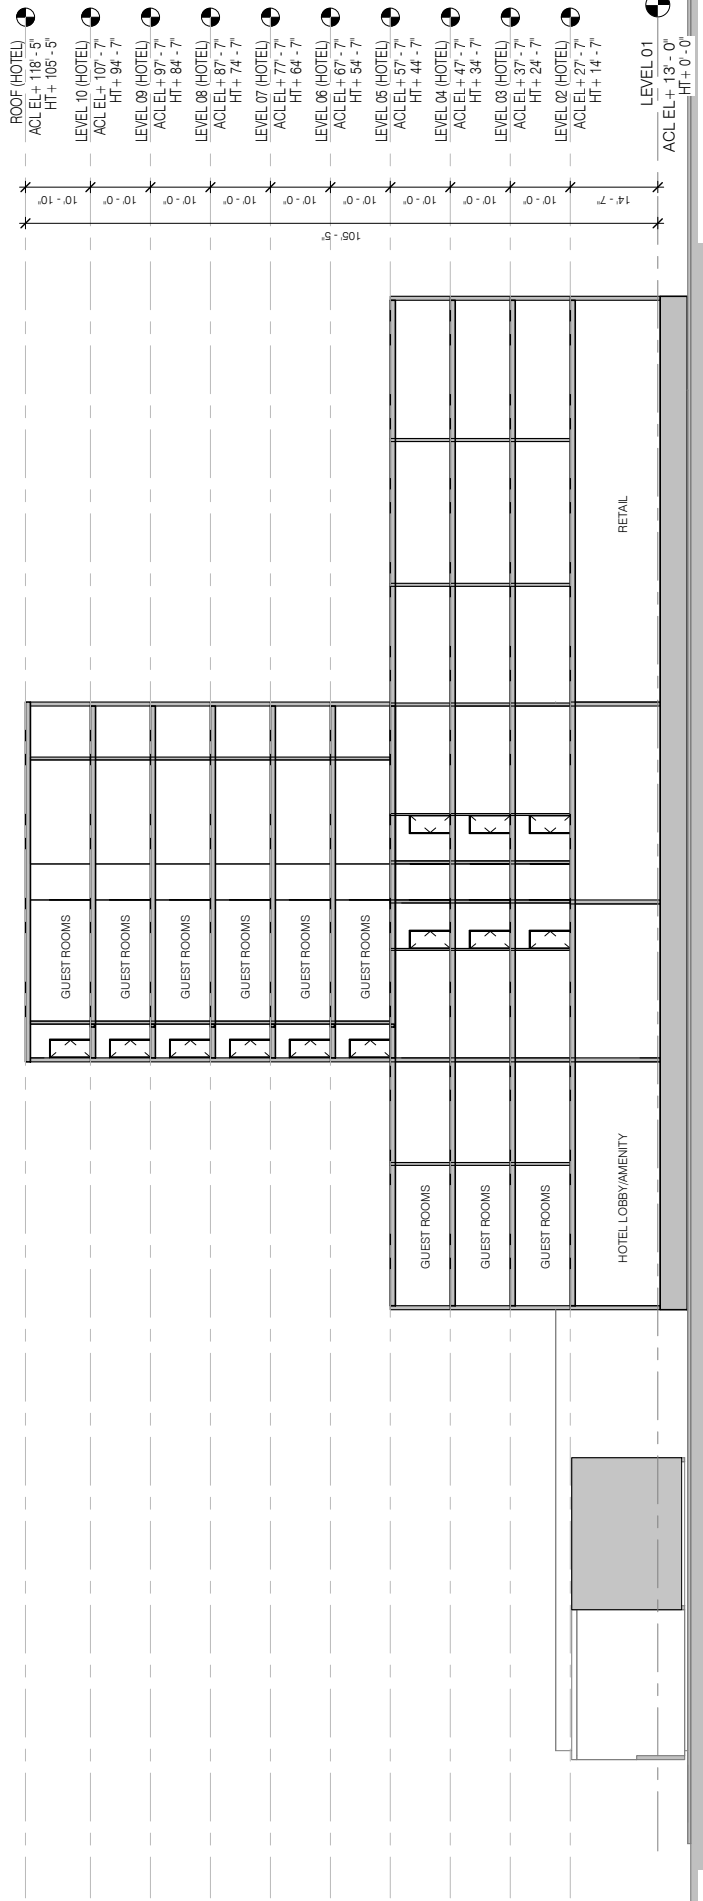 ROOF (HOTEL)
ACL EL+ 118' - 5"
HT+ 105' - 5"
LEVEL 10 (HOTEL)
ACL EL+ 107' - 7"
HT+ 94' - 7"
LEVEL 09 (HOTEL)
ACL EL+ 97' - 7"
HT+ 84' - 7"
LEVEL 08 (HOTEL)
ACL EL+ 87' - 7"
HT+ 74' - 7"
LEVEL 07 (HOTEL)
ACL EL+ 77' - 7"
HT+ 64' - 7"
LEVEL 06 (HOTEL)
ACL EL+ 67' - 7"
HT+ 54' - 7"
LEVEL 05 (HOTEL)
ACL EL+ 57' - 7"
HT+ 44' - 7"
LEVEL 04 (HOTEL)
ACL EL+ 47' - 7"
HT+ 34' - 7"
LEVEL 03 (HOTEL)
ACL EL+ 37' - 7"
HT+ 24' - 7"
LEVEL 02 (HOTEL)
ACL EL+ 27' - 7"
HT+ 14' - 7"
LEVEL 01
ACL EL+ 13' - 0"
HT+ 0' - 0"
10' - 10"
10' - 0"
10' - 0"
10' - 0"
10' - 0"
10' - 0"
10' - 0"
10' - 0"
10' - 0"
14' - 7"
105' - 5"
GUEST ROOMS
GUEST ROOMS
GUEST ROOMS
GUEST ROOMS
GUEST ROOMS
GUEST ROOMS
GUEST ROOMS
GUEST ROOMS
GUEST ROOMS
HOTEL LOBBY/AMENITY
RETAIL